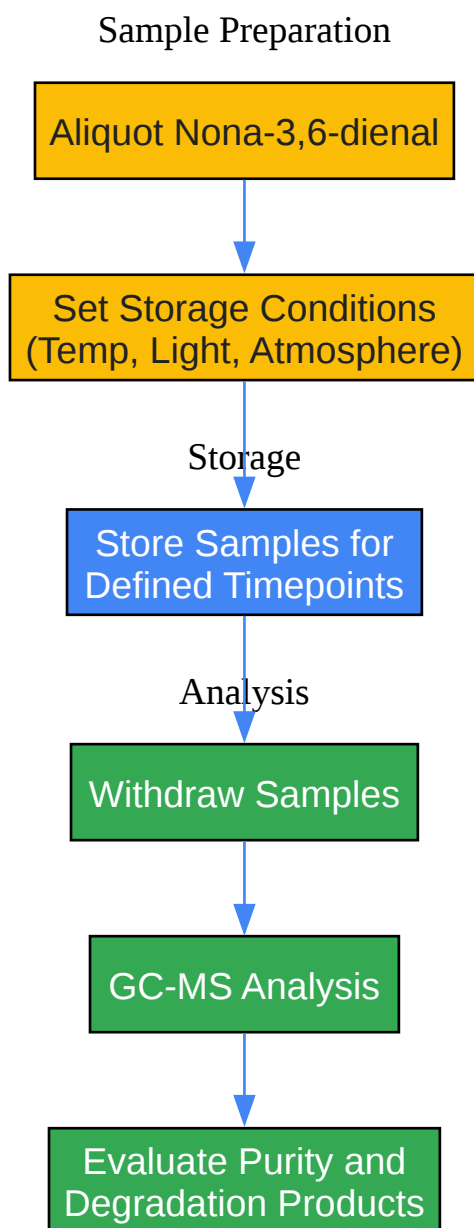 Sample Preparation
Aliquot Nona-3,6-dienal
Set Storage Conditions
(Temp, Light, Atmosphere)
Storage
Store Samples for
Defined Timepoints
Analysis
Withdraw Samples
GC-MS Analysis
Evaluate Purity and
Degradation Products